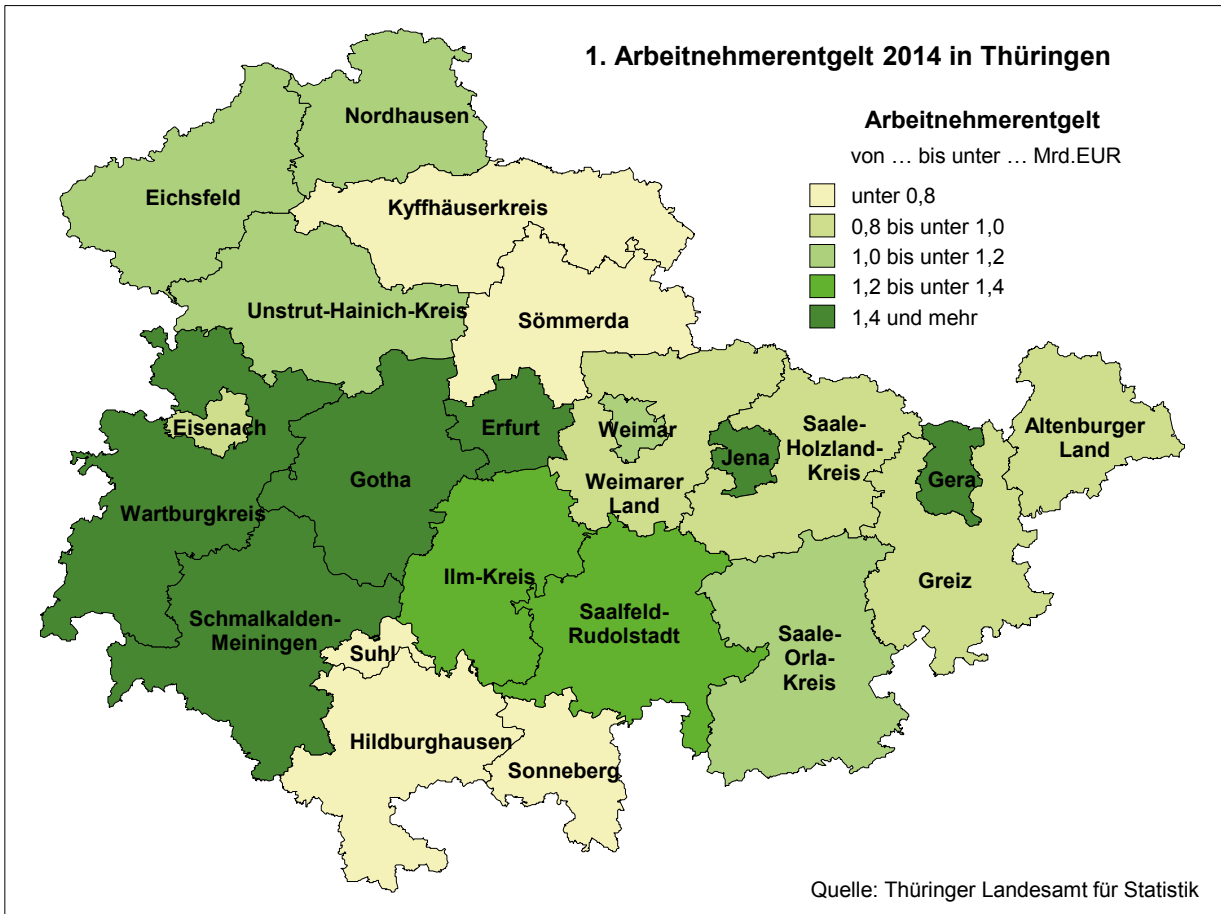 1. Arbeitnehmerentgelt 2014 in Thüringen
Arbeitnehmerentgelt
von … bis unter … Mrd.EUR
unter 0,8
0,8 bis unter 1,0
1,0 bis unter 1,2
1,2 bis unter 1,4
1,4 und mehr
Nordhausen
Eichsfeld
Kyffhäuserkreis
Unstrut-Hainich-Kreis
Sömmerda
Eisenach
Erfurt
Weimar
Saale-
Holzland-
Kreis
Altenburger
Land
Jena
Gera
Gotha
Weimarer
Land
Wartburgkreis
Ilm-Kreis
Greiz
Schmalkalden-
Meiningen
Saalfeld-
Rudolstadt
Suhl
Saale-
Orla-
Kreis
Hildburghausen
Sonneberg
Quelle: Thüringer Landesamt für Statistik